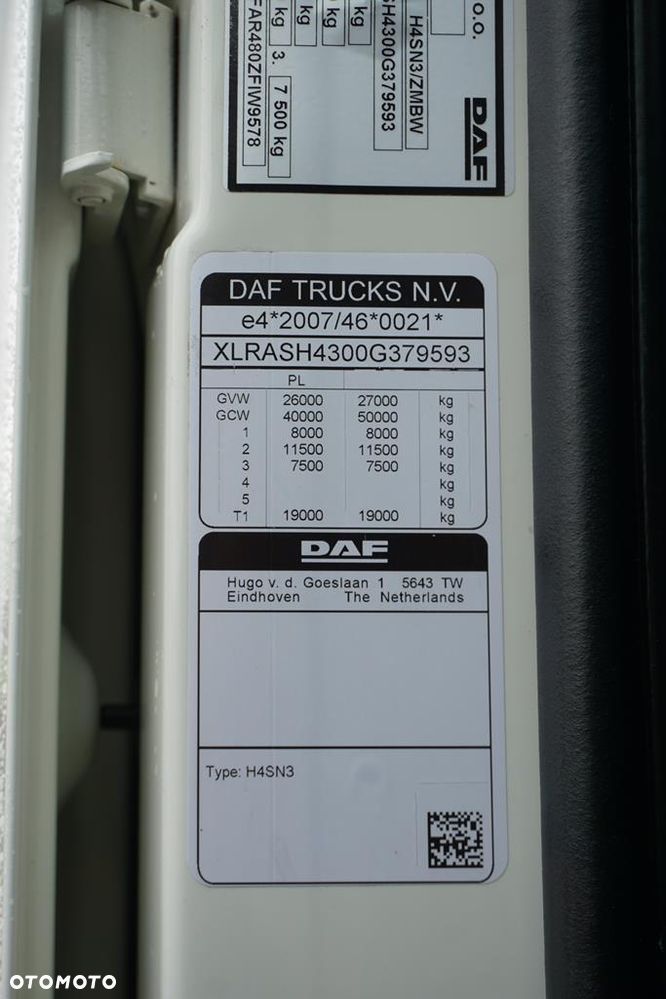 o.o.
H4SN3/ZMBW
SH4300G379593
kg
kg
kg
kg 3. 7 500 kg
FAR480ZFIW9578
DAF
DAF TRUCKS N.V.
e4*2007/46*0021*
XLRASH4300G379593
PL
GVW 26000 27000 kg
GCW 40000 50000 kg
1 8000 8000 kg
2 11500 11500 kg
3 7500 7500 kg
4 kg
5 kg
T1 19000 19000 kg
DAF
Hugo v. d. Goeslaan 1 5643 TW
Eindhoven The Netherlands
Type: H4SN3
OTOMOTO